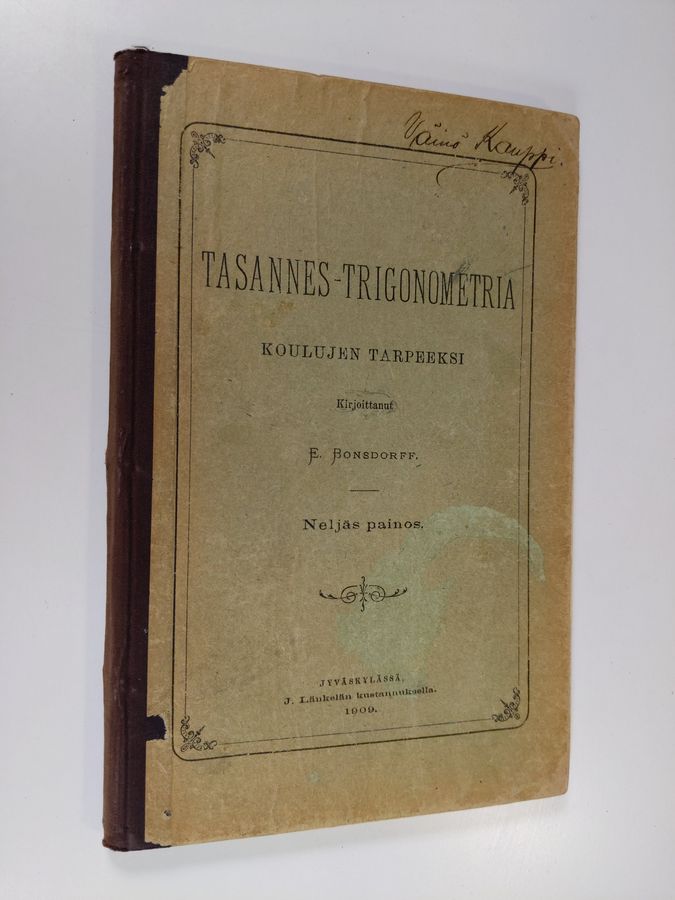 Väinö Kauppi.
TASANNES-TRIGONOMETRIA
KOULUJEN TARPEEKSI
Kirjoittanut
E. BONSDORFF.
Neljäs painos.
JYVÄSKYLÄSSÄ,
J. Länkelän kustannuksella.
1909.